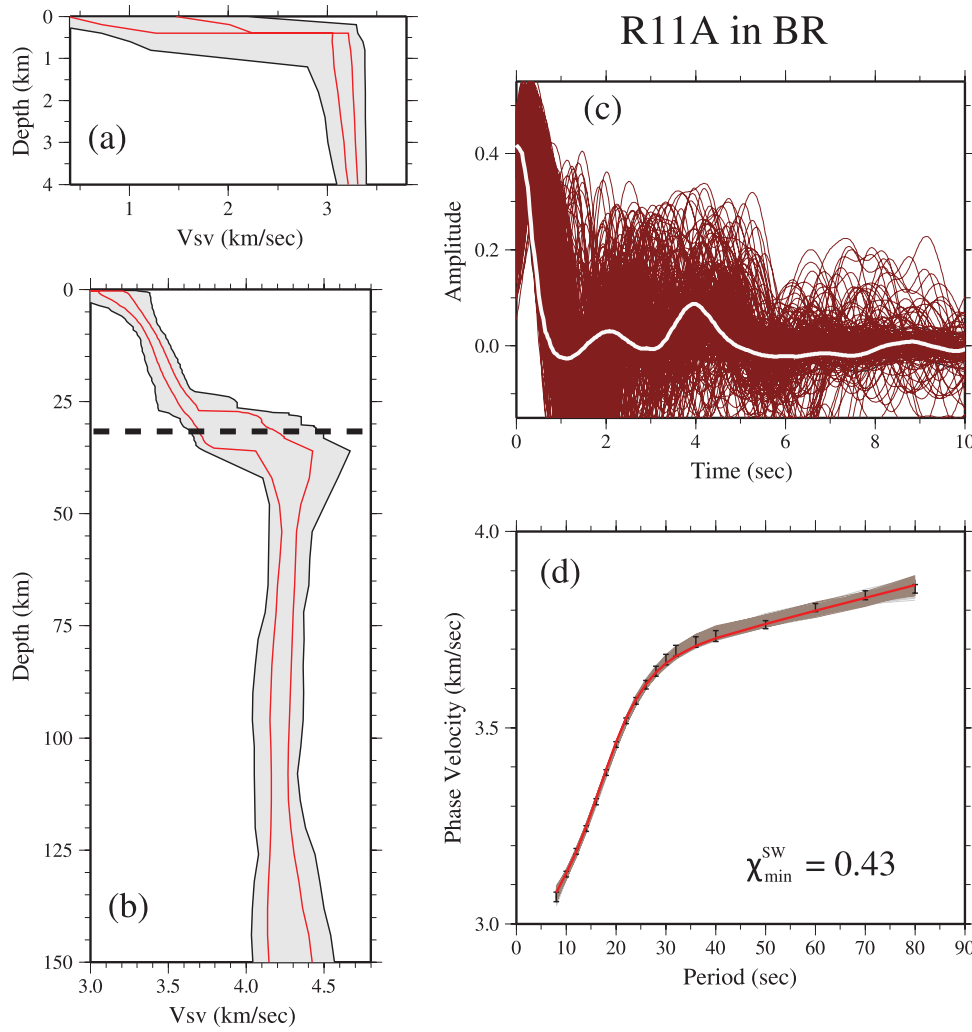 R11A in BR
0
1
2
3
4
Depth (km)
(a)
1
2
3
Vsv (km/sec)
0
25
50
75
100
125
150
Depth (km)
(b)
3.0
3.5
4.0
4.5
Vsv (km/sec)
0.4
0.2
0.0
Amplitude
(c)
0
2
4
6
8
10
Time (sec)
4.0
3.5
3.0
Phase Velocity (km/sec)
(d)
χ SW min = 0.43
0
10
20
30
40
50
60
70
80
90
Period (sec)